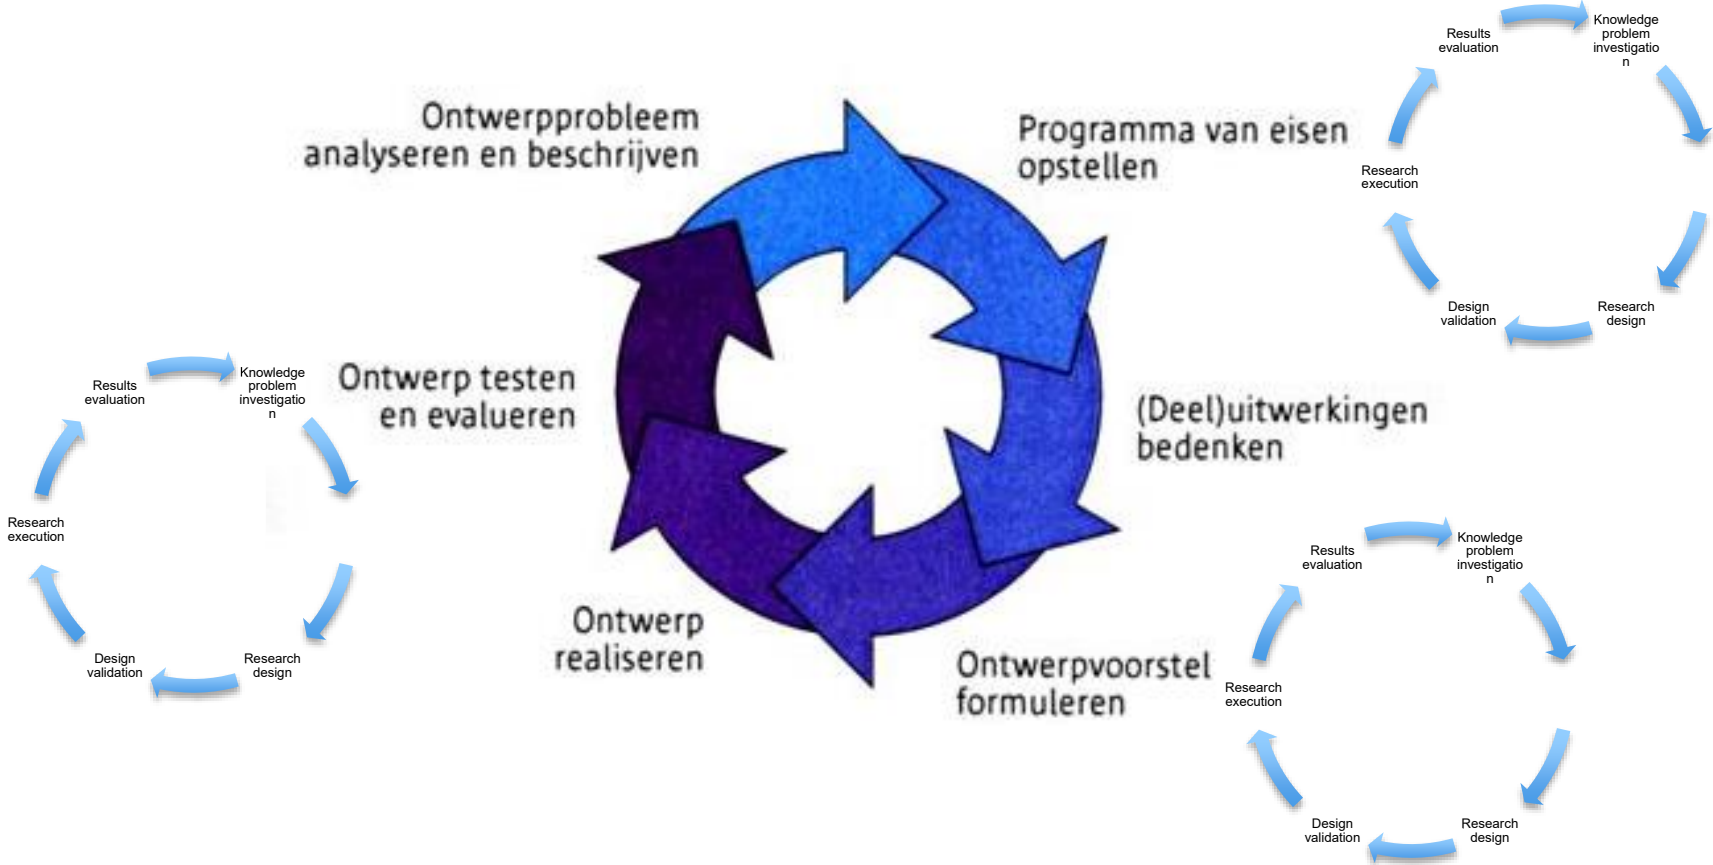 Ontwerpprobleem
analyseren en beschrijven
Programma van eisen
opstellen
(Deel)uitwerkingen
bedenken
Ontwerpvoorstel
formuleren
Ontwerp
realiseren
Ontwerp testen
en evalueren
Results
evaluation
Knowledge
problem
investigatio
n
Research
design
Design
validation
Research
execution
Results
evaluation
Knowledge
problem
investigatio
n
Research
design
Design
validation
Research
execution
Results
evaluation
Knowledge
problem
investigatio
n
Research
design
Design
validation
Research
execution